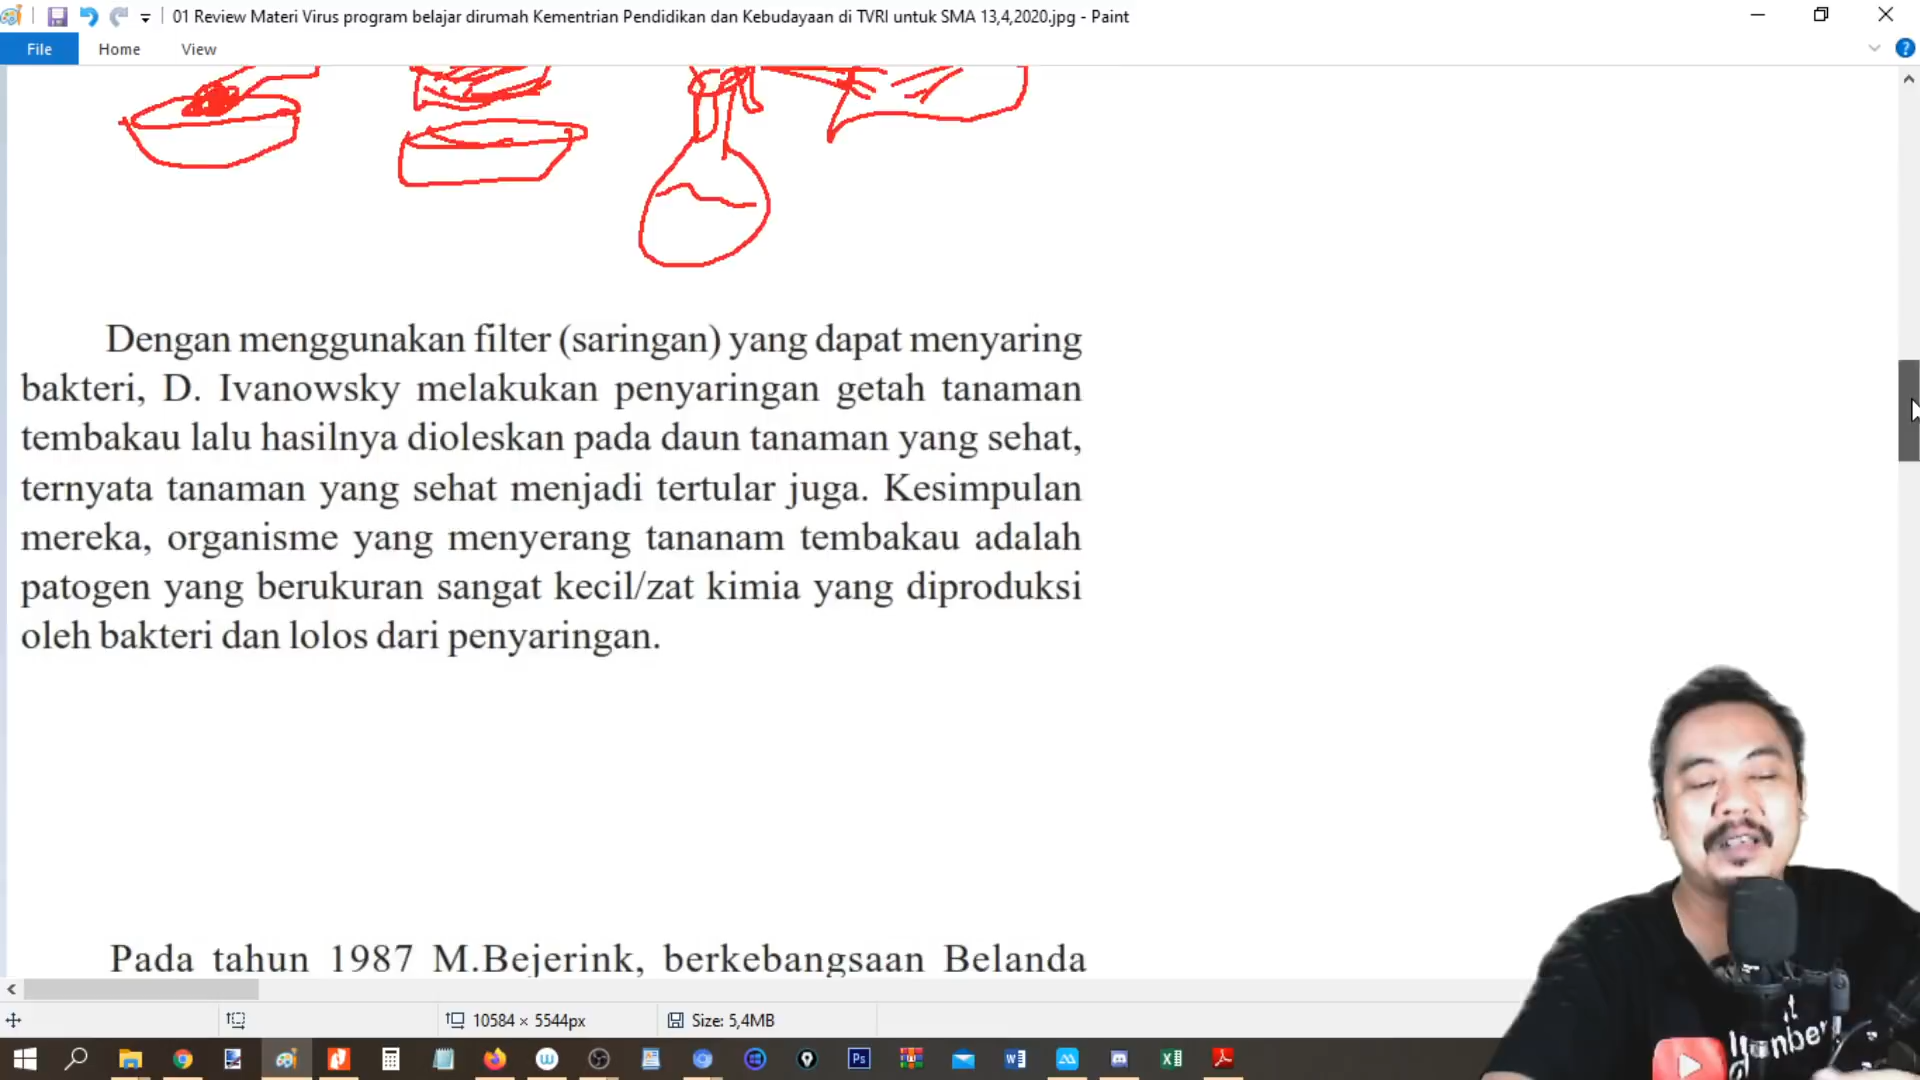 01 Review Materi Virus program belajar dirumah Kementrian Pendidikan dan Kebudayaan di TVRI untuk SMA 13,4,2020.jpg - Paint
File Home View
Dengan menggunakan filter (saringan) yang dapat menyaring
bakteri, D. Ivanowsky melakukan penyaringan getah tanaman
tembakau lalu hasilnya dioleskan pada daun tanaman yang sehat,
ternyata tanaman yang sehat menjadi tertular juga. Kesimpulan
mereka, organisme yang menyerang tananam tembakau adalah
patogen yang berukuran sangat kecil/zat kimia yang diproduksi
oleh bakteri dan lolos dari penyaringan.
Pada tahun 1987 M.Bejerink, berkebangsaan Belanda
10584 × 5544px
Size: 5,4MB
Ps